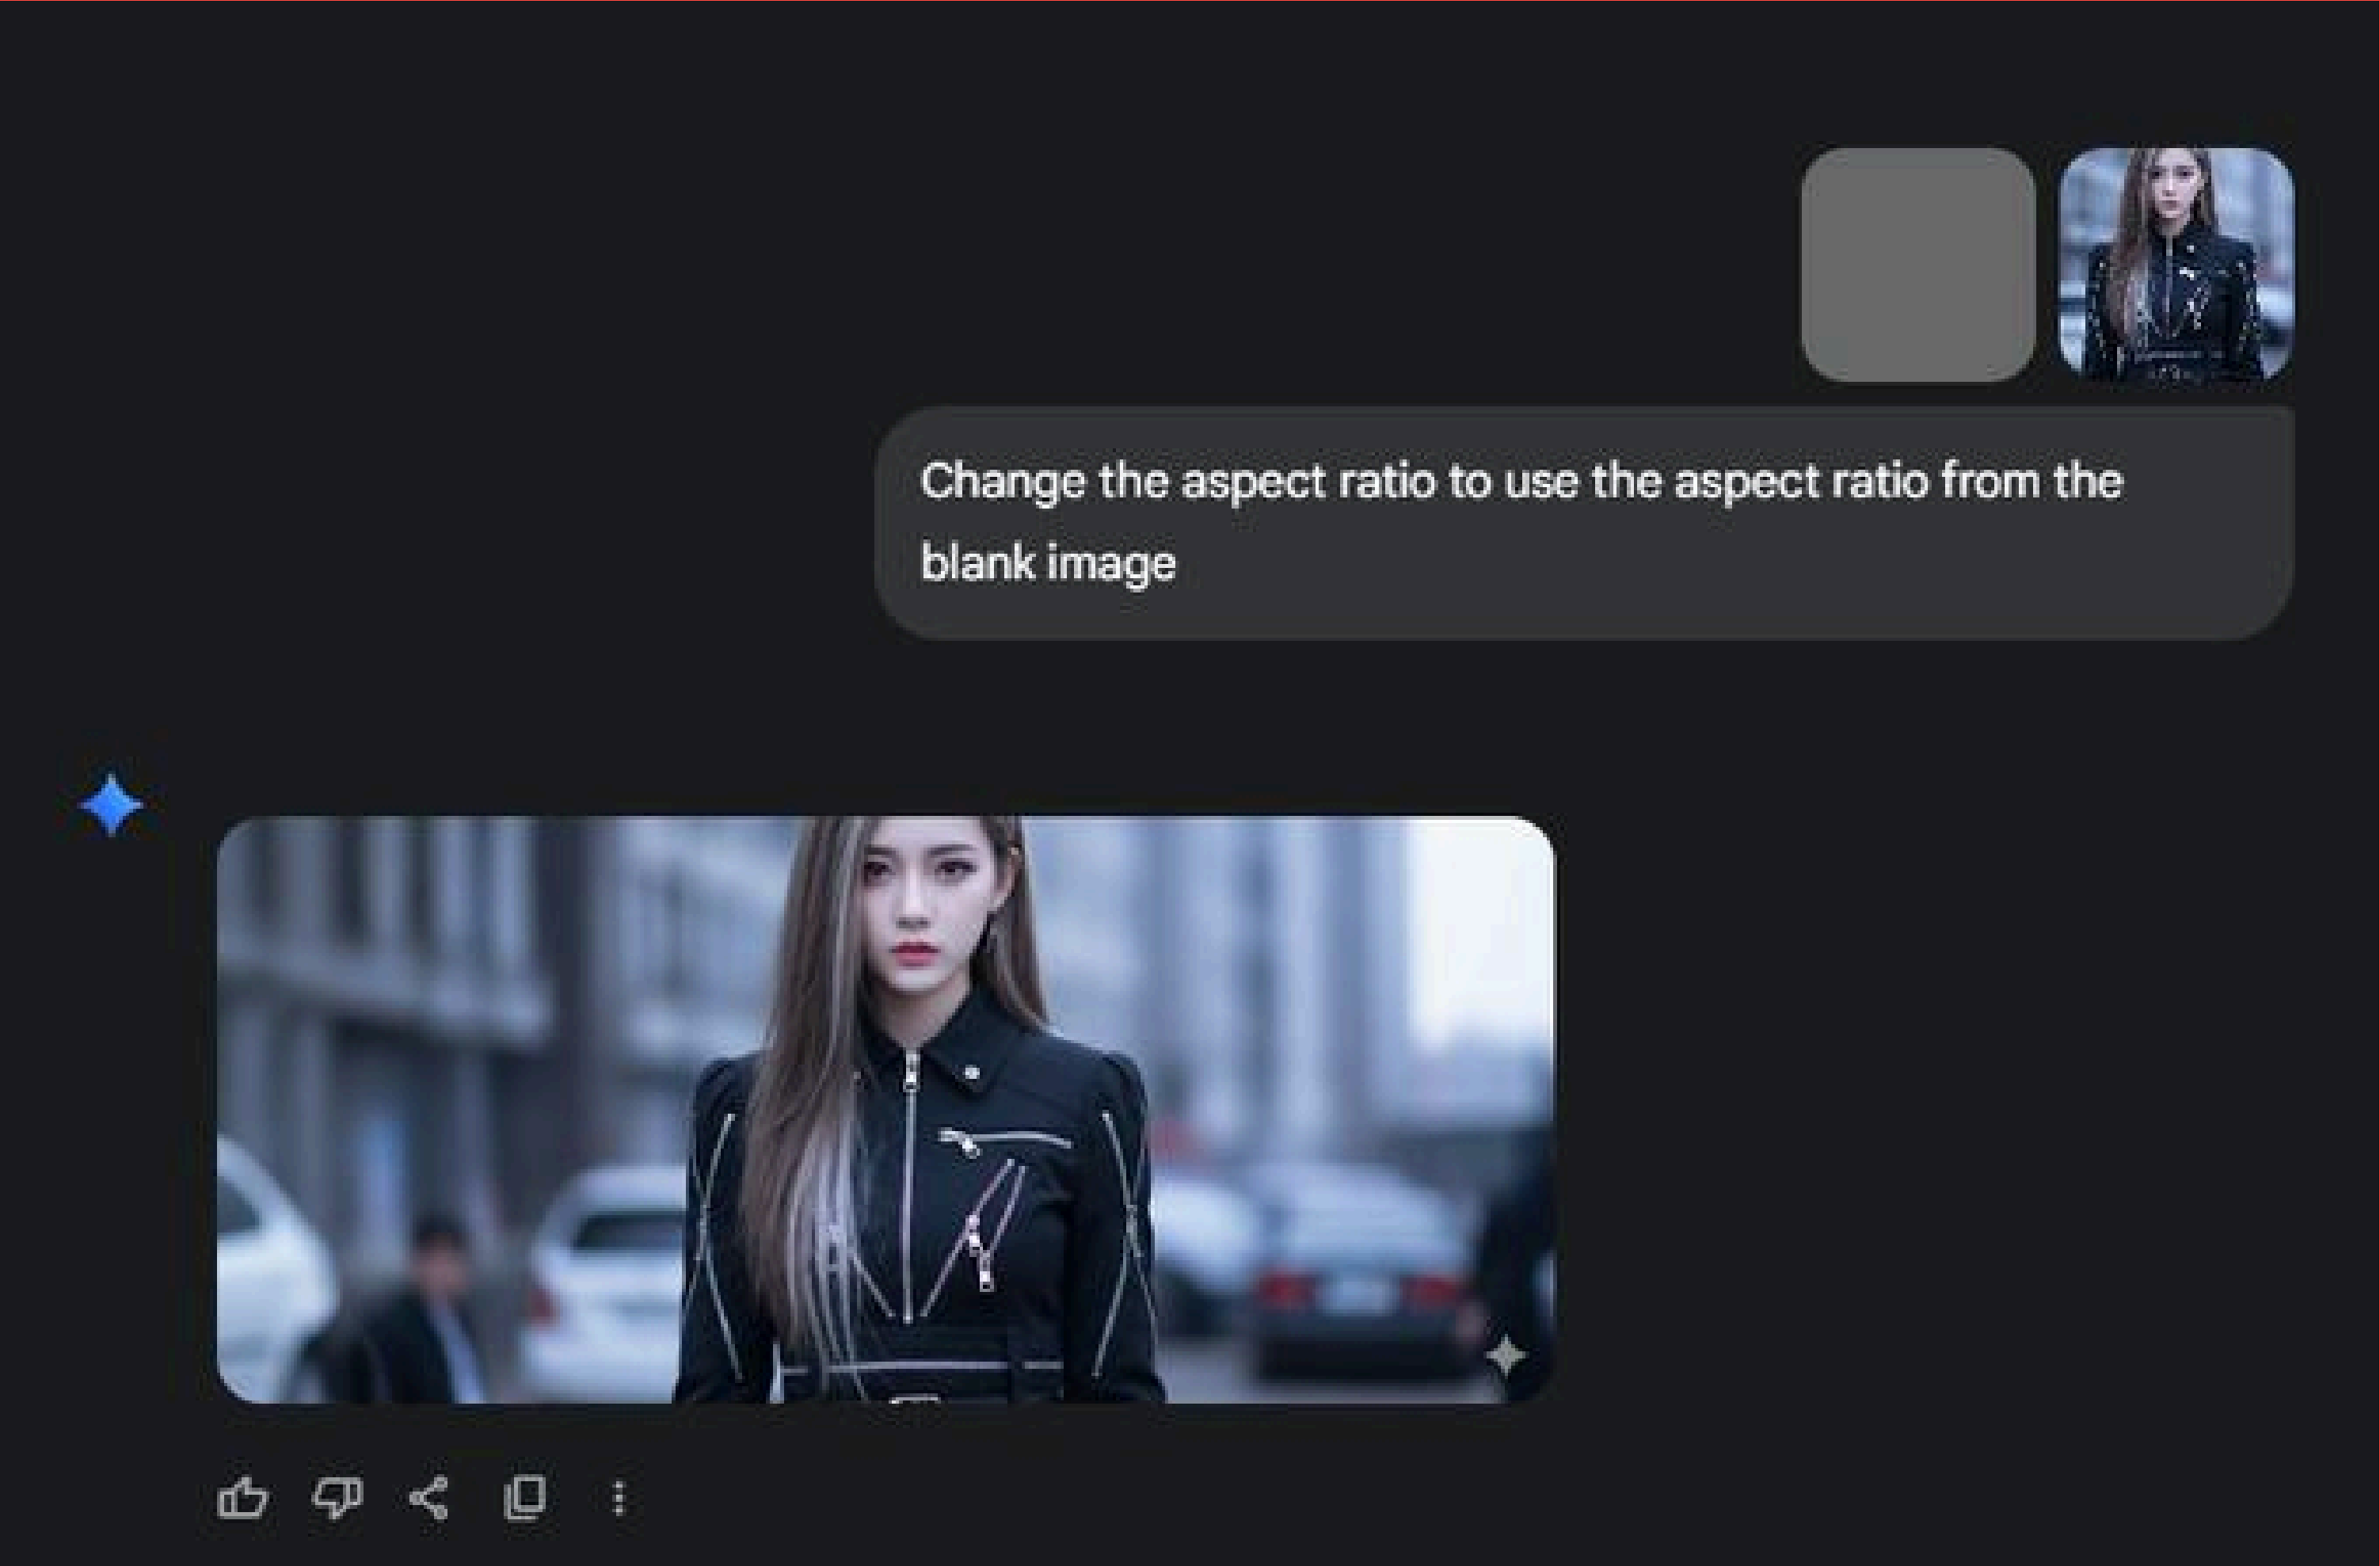 Change the aspect ratio to use the aspect ratio from the
blank image